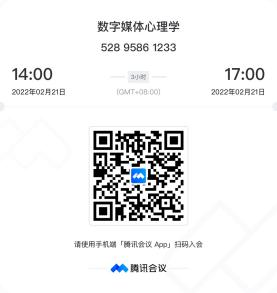 数字媒体心理学
528 9586 1233
14:00
3小时
17:00
2022年02月21日
(GMT+08:00)
2022年02月21日
请使用手机端「腾讯会议 App」扫码入会
腾讯会议